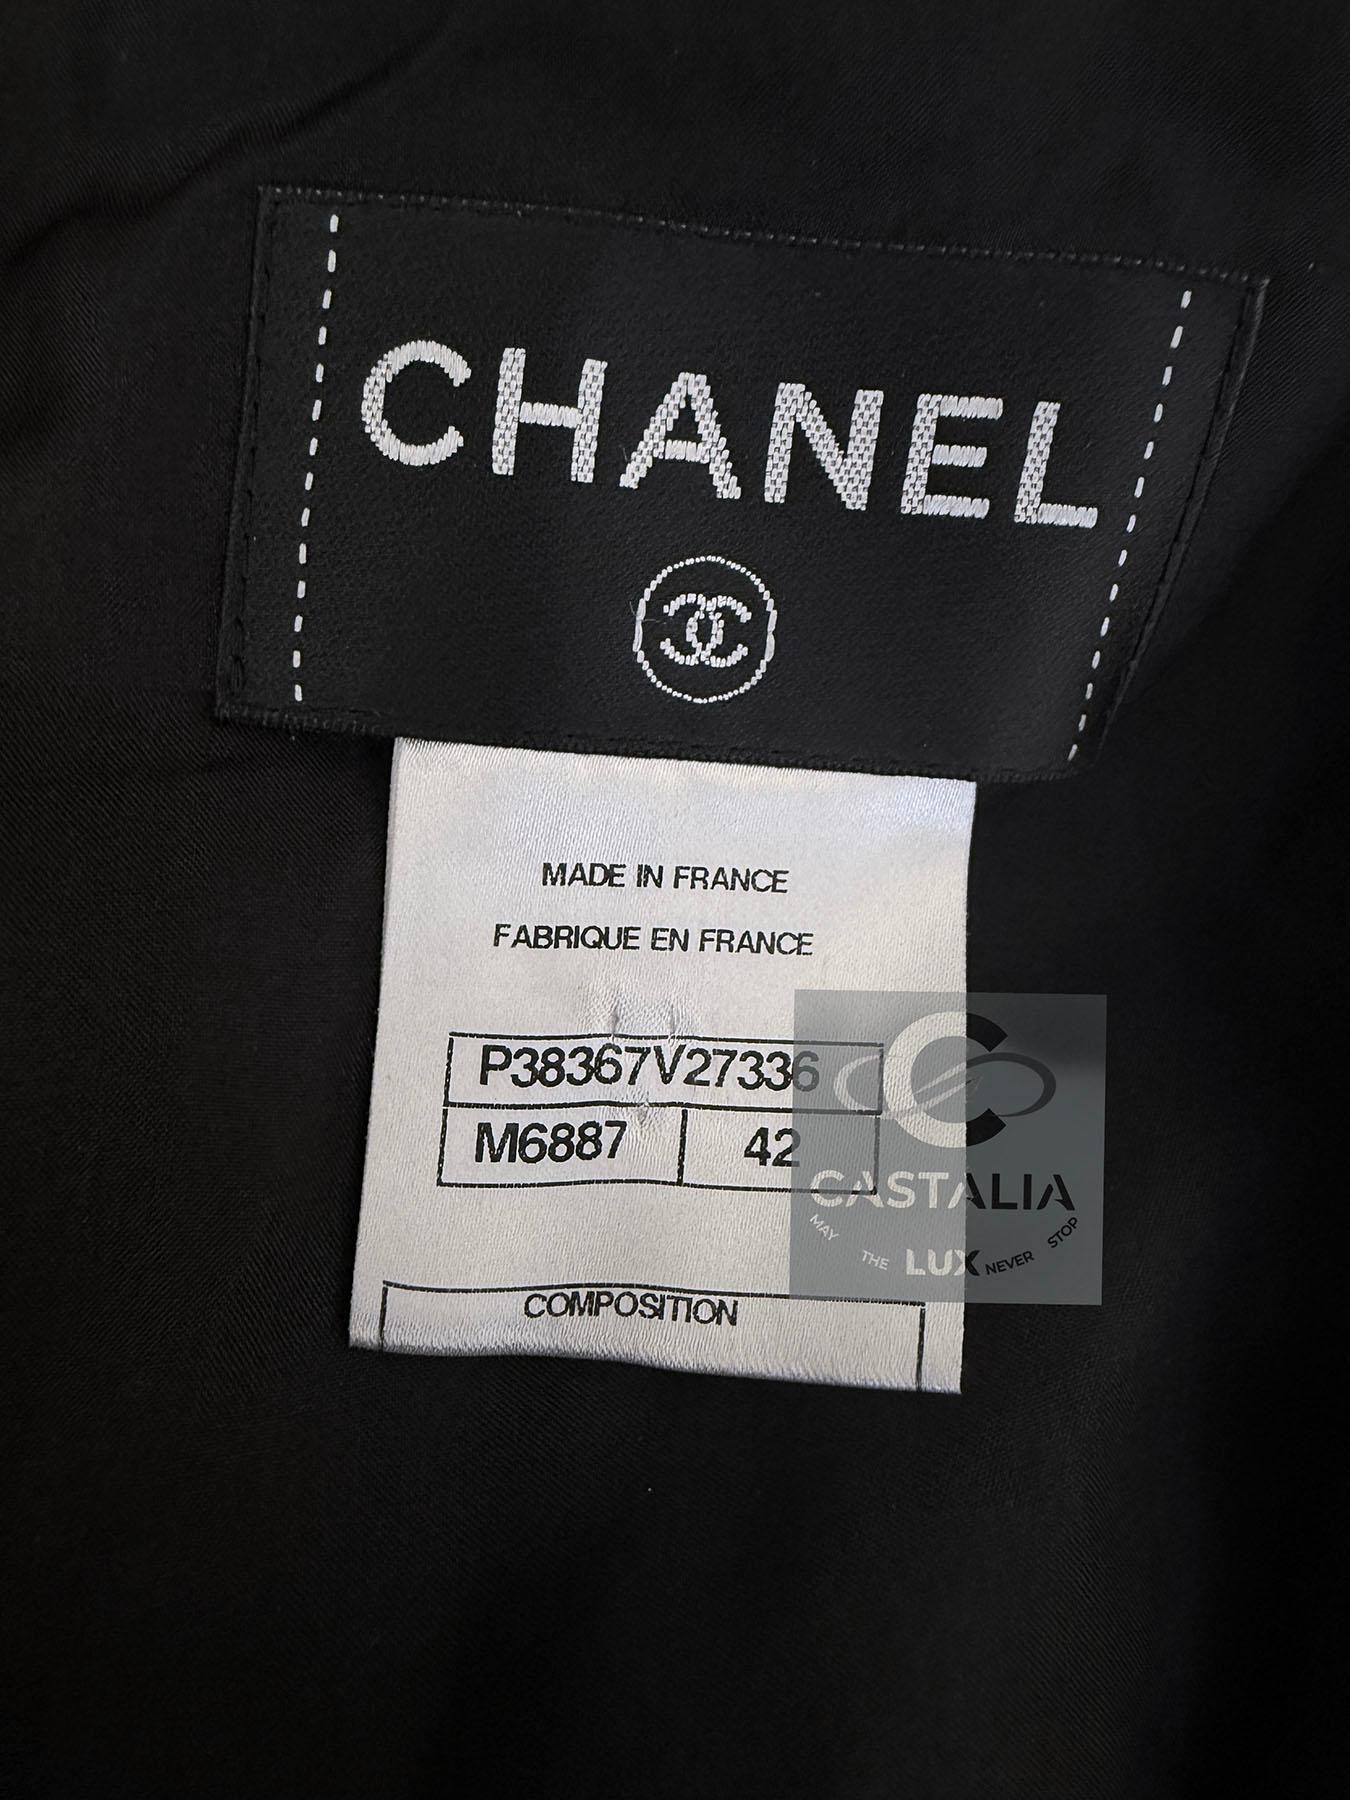 CHANEL
MADE IN FRANCE
FABRIQUE EN FRANCE
P38367V27336
M6887 42
CASTALIA
MAY THE LUX NEVER STOP
COMPOSITION